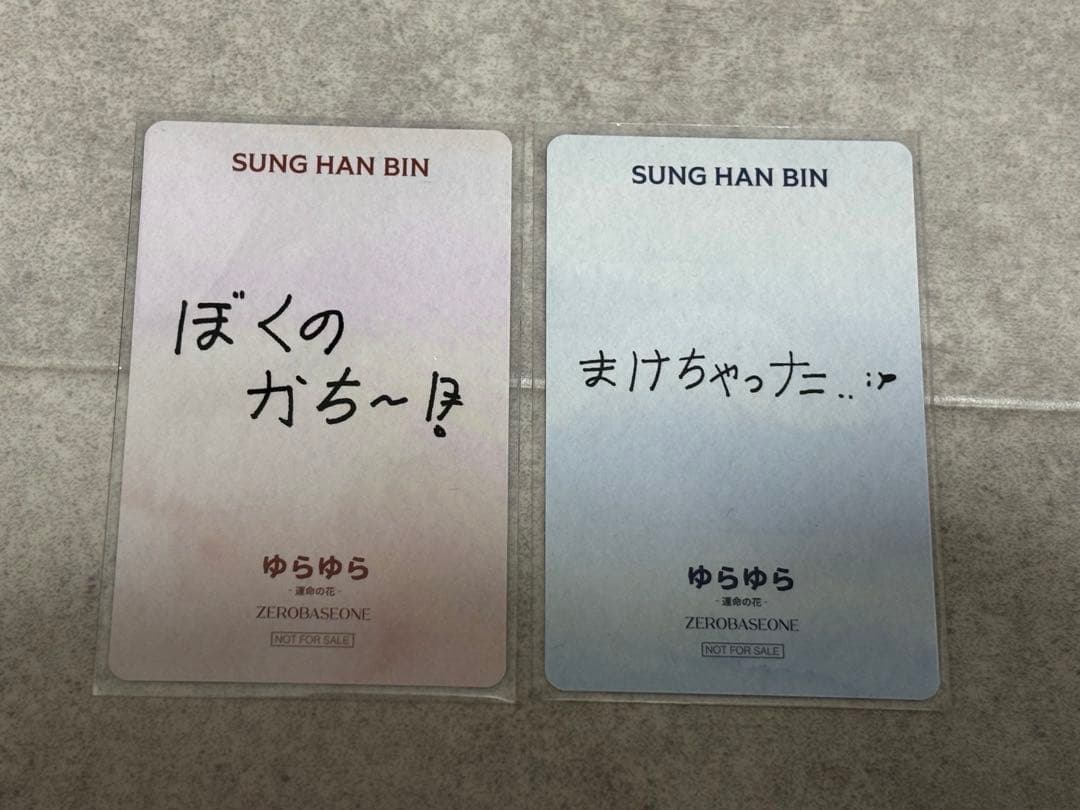 SUNG HAN BIN
ぼくの
かち〜!
ゆらゆら
-運命の花-
ZEROBASEONE
NOT FOR SALE
SUNG HAN BIN
まけちゃった..
ゆらゆら
-運命の花-
ZEROBASEONE
NOT FOR SALE